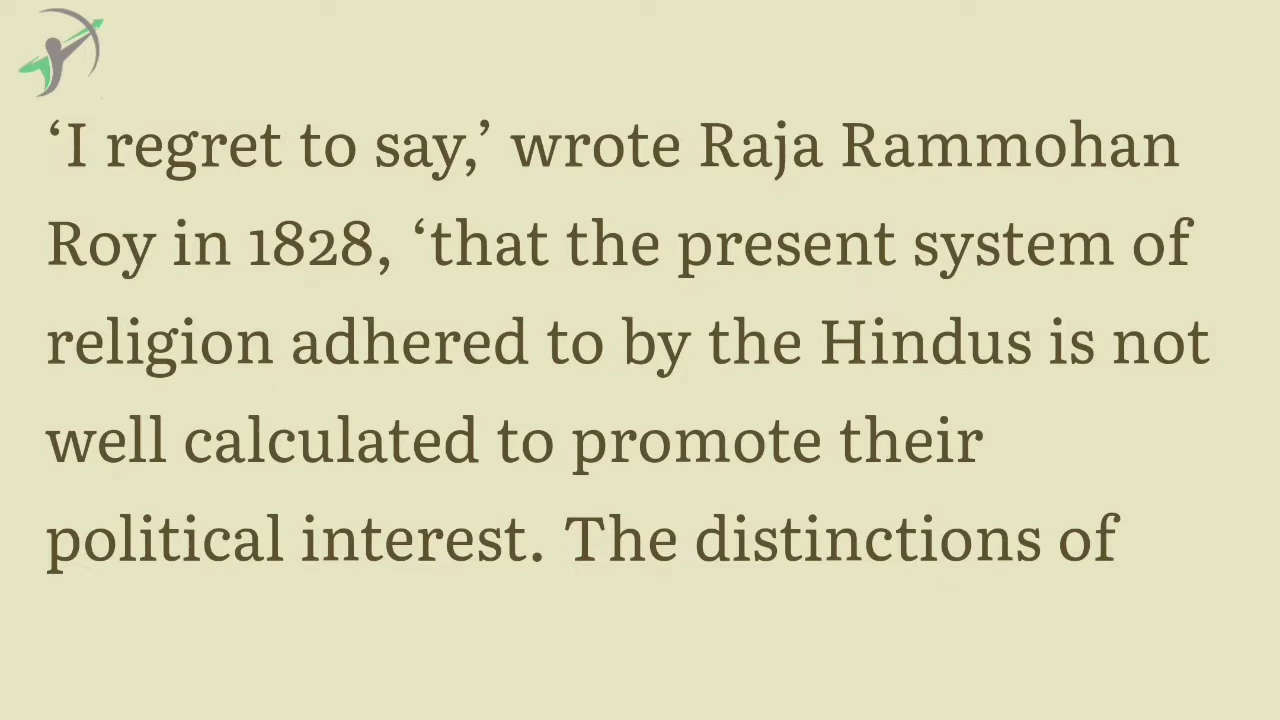 ‘I regret to say,’ wrote Raja Rammohan
Roy in 1828, ‘that the present system of
religion adhered to by the Hindus is not
well calculated to promote their
political interest. The distinctions of